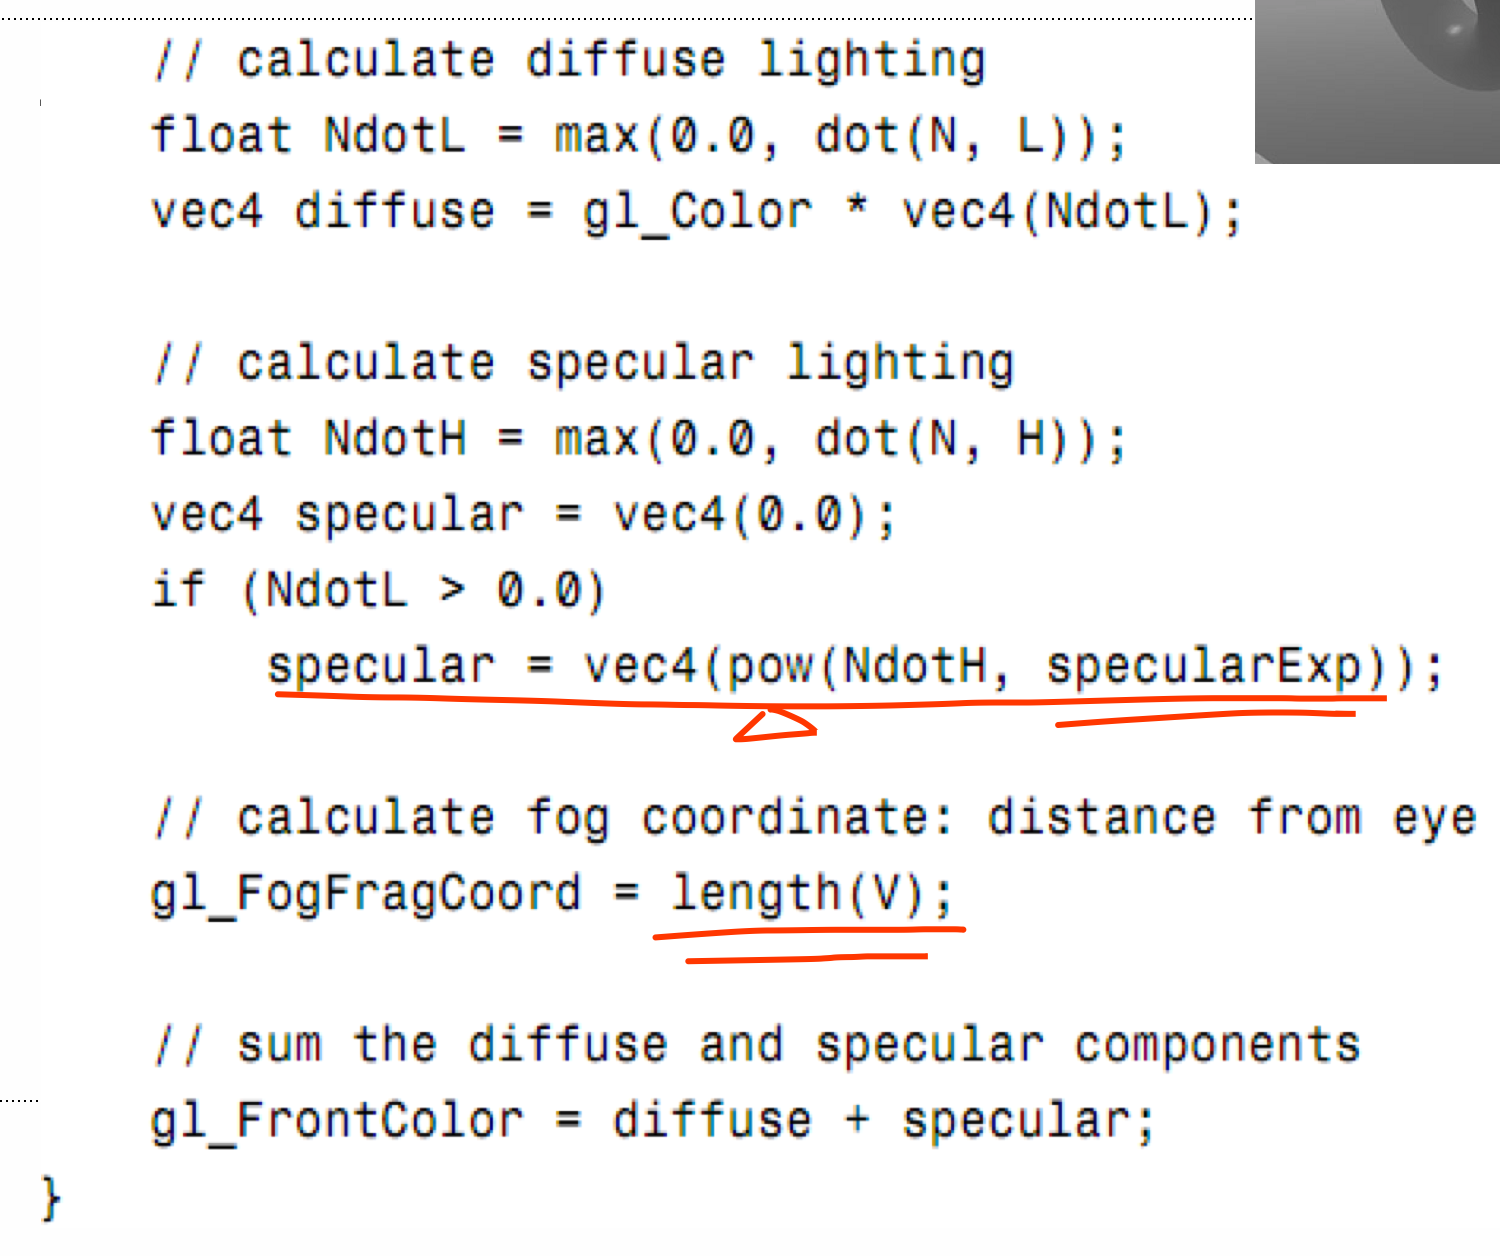 // calculate diffuse lighting
float NdotL = max(0.0, dot(N, L));
vec4 diffuse = gl_Color * vec4(NdotL);
// calculate specular lighting
float NdotH = max(0.0, dot(N, H));
vec4 specular = vec4(0.0);
if (NdotL > 0.0)
specular = vec4(pow(NdotH, specularExp));
// calculate fog coordinate: distance from eye
gl_FogFragCoord = length(V);
// sum the diffuse and specular components
gl_FrontColor = diffuse + specular;
}